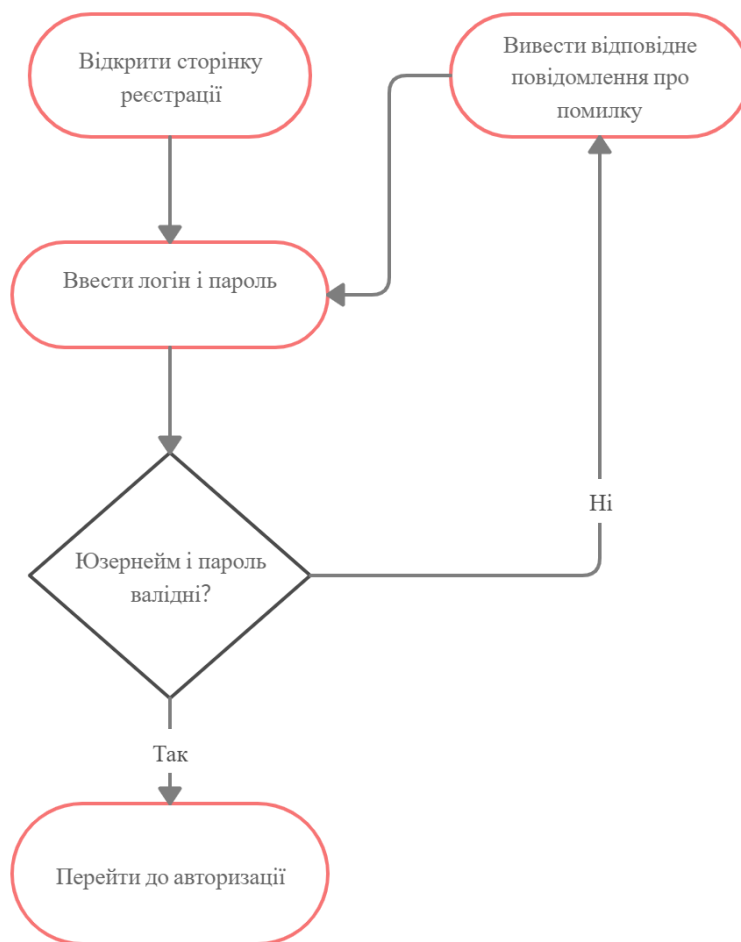 Відкрити сторінку
реєстрації
Вивести відповідне
повідомлення про
помилку
Ввести логін і пароль
Юзернейм і пароль
валідні?
Ні
Так
Перейти до авторизації